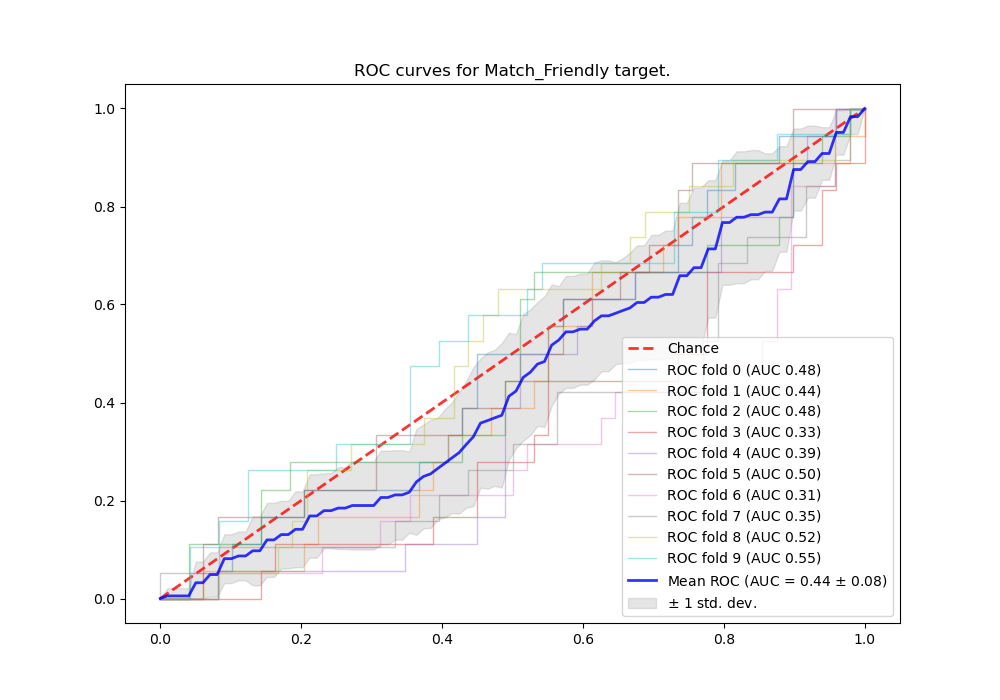 ROC curves for Match_Friendly target.
1.0
0.8
0.6
0.4
0.2
0.0
Chance
ROC fold 0 (AUC 0.48)
ROC fold 1 (AUC 0.44)
ROC fold 2 (AUC 0.48)
ROC fold 3 (AUC 0.33)
ROC fold 4 (AUC 0.39)
ROC fold 5 (AUC 0.50)
ROC fold 6 (AUC 0.31)
ROC fold 7 (AUC 0.35)
ROC fold 8 (AUC 0.52)
ROC fold 9 (AUC 0.55)
Mean ROC (AUC = 0.44 ± 0.08)
± 1 std. dev.
0.0 0.2 0.4 0.6 0.8 1.0